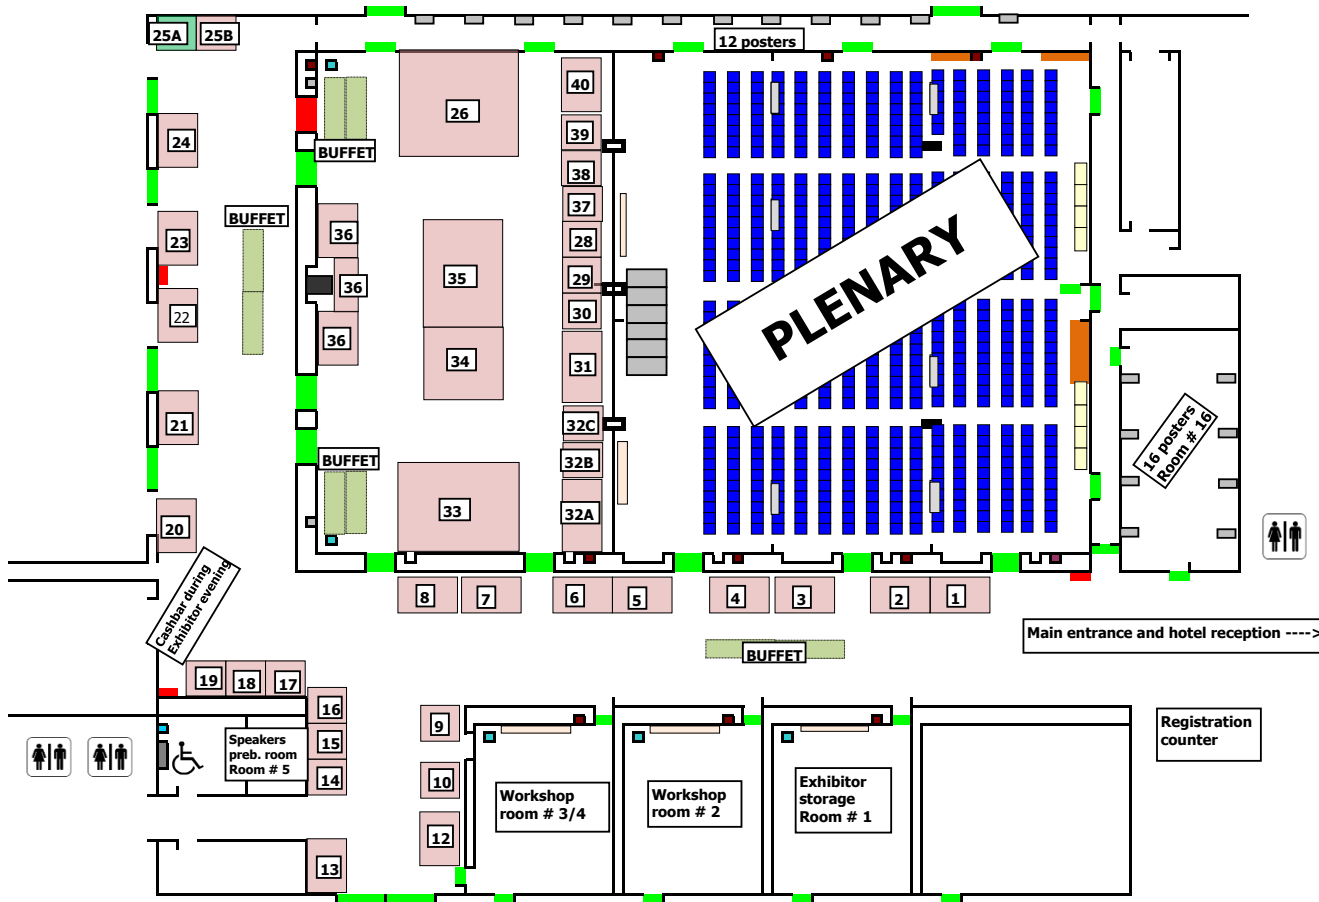 25A
25B
12 posters
24
BUFFET
26
40
39
38
37
23
BUFFET
36
28
PLENARY
36
35
29
22
30
36
34
31
16 posters
Room # 16
21
32C
BUFFET
32B
33
32A
20
Cashbar during
Exhibitor evening
8
7
6
5
4
3
2
1
Main entrance and hotel reception ---->
BUFFET
19
18
17
16
9
Registration
counter
Speakers
preb. room
Room # 5
15
14
10
Workshop
room # 3/4
Workshop
room # 2
Exhibitor
storage
Room # 1
12
13